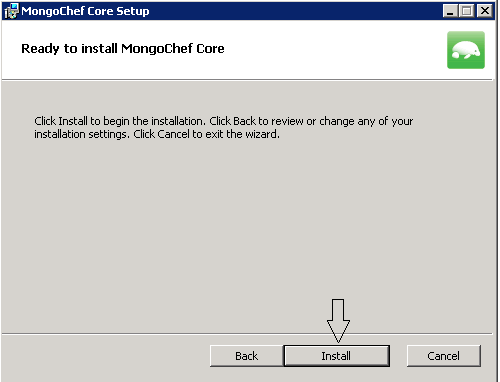 MongoChef Core Setup
Ready to install MongoChef Core
Click Install to begin the installation. Click Back to review or change any of your
installation settings. Click Cancel to exit the wizard.
Back Install Cancel